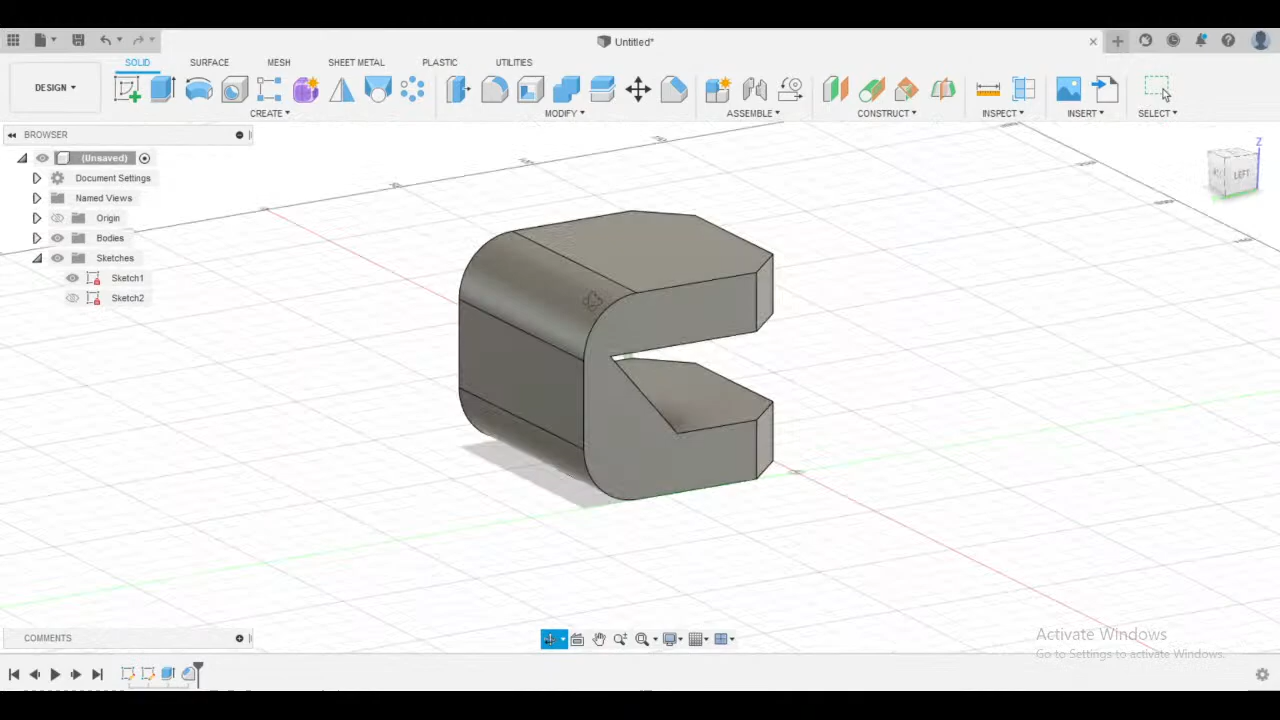 Untitled*
DESIGN
SOLID
SURFACE
MESH
SHEET METAL
PLASTIC
UTILITIES
CREATE
MODIFY
ASSEMBLE
CONSTRUCT
INSPECT
INSERT
SELECT
BROWSER
(Unsaved)
Document Settings
Named Views
Origin
Bodies
Sketches
Sketch1
Sketch2
Z
LEFT
COMMENTS
Activate Windows
Go to Settings to activate Windows.